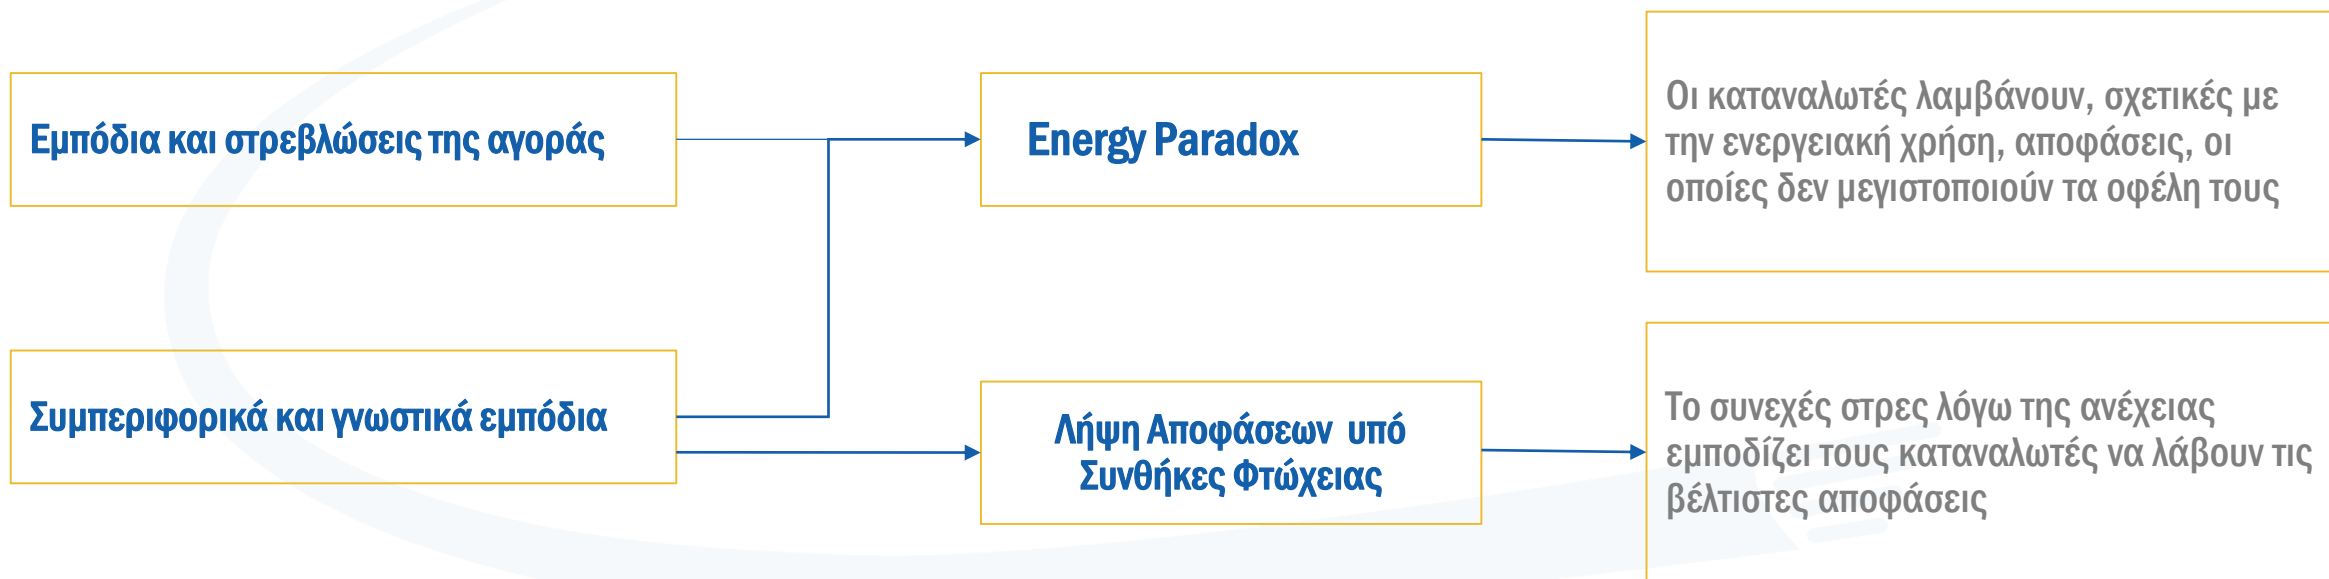 Εμπόδια και στρεβλώσεις της αγοράς
Energy Paradox
Οι καταναλωτές λαμβάνουν, σχετικές με
την ενεργειακή χρήση, αποφάσεις, οι
οποίες δεν μεγιστοποιούν τα οφέλη τους
Συμπεριφορικά και γνωστικά εμπόδια
Λήψη Αποφάσεων υπό
Συνθήκες Φτώχειας
Το συνεχές στρες λόγω της ανέχειας
εμποδίζει τους καταναλωτές να λάβουν τις
βέλτιστες αποφάσεις